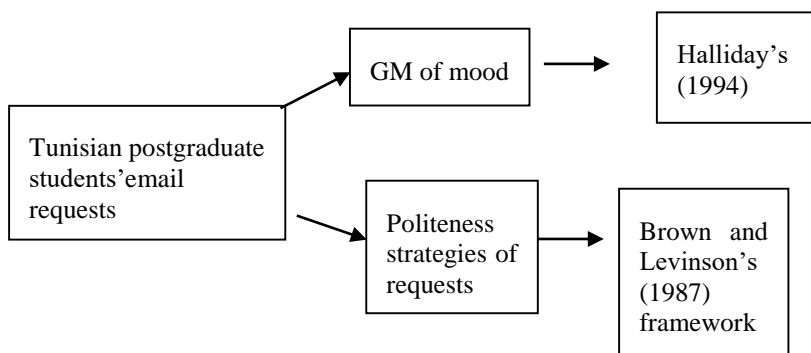 GM of mood
Halliday's
(1994)
Tunisian postgraduate
students'email
requests
Politeness
strategies of
requests
Brown and
Levinson's
(1987)
framework